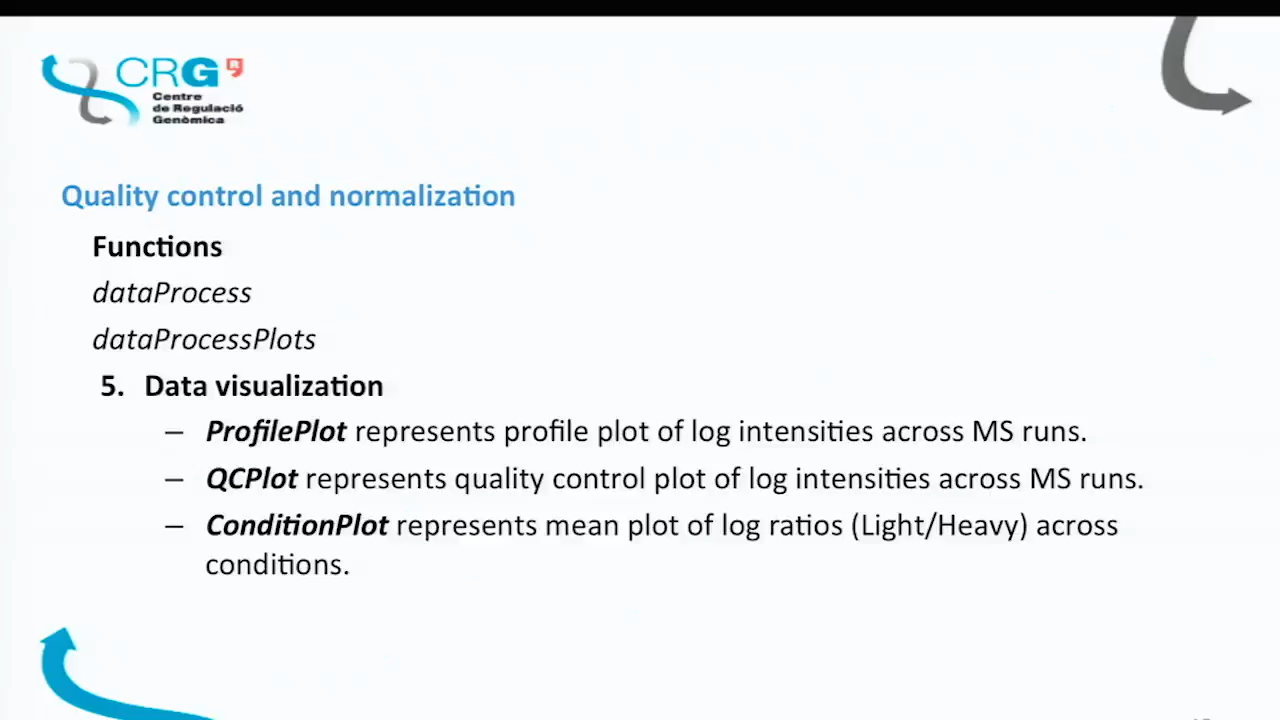 CRG
Centre
de Regulació
Genòmica
Quality control and normalization
Functions
dataProcess
dataProcessPlots
5. Data visualization
– ProfilePlot represents profile plot of log intensities across MS runs.
– QCPlot represents quality control plot of log intensities across MS runs.
– ConditionPlot represents mean plot of log ratios (Light/Heavy) across
conditions.